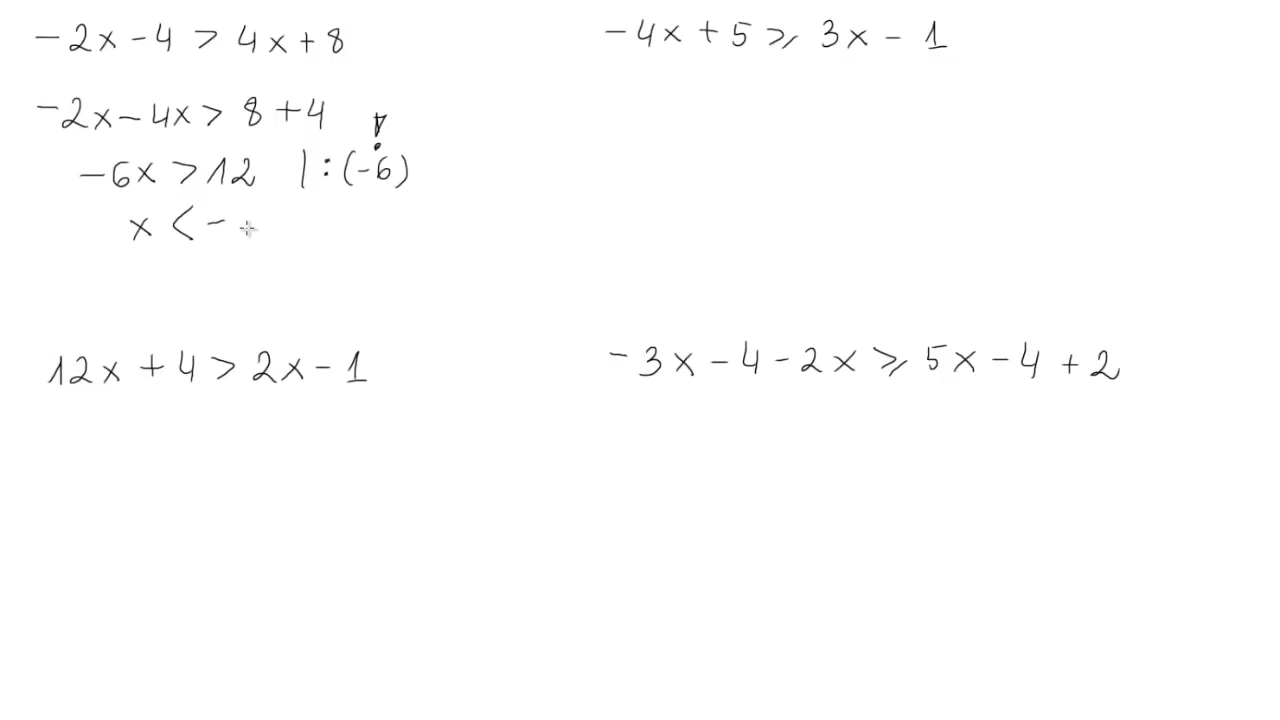 -2x - 4 > 4x + 8
-2x - 4x > 8 + 4
!
-6x > 12 | : (-6)
x < -
-4x + 5 ⩾ 3x - 1
12x + 4 > 2x - 1
-3x - 4 - 2x ⩾ 5x - 4 + 2